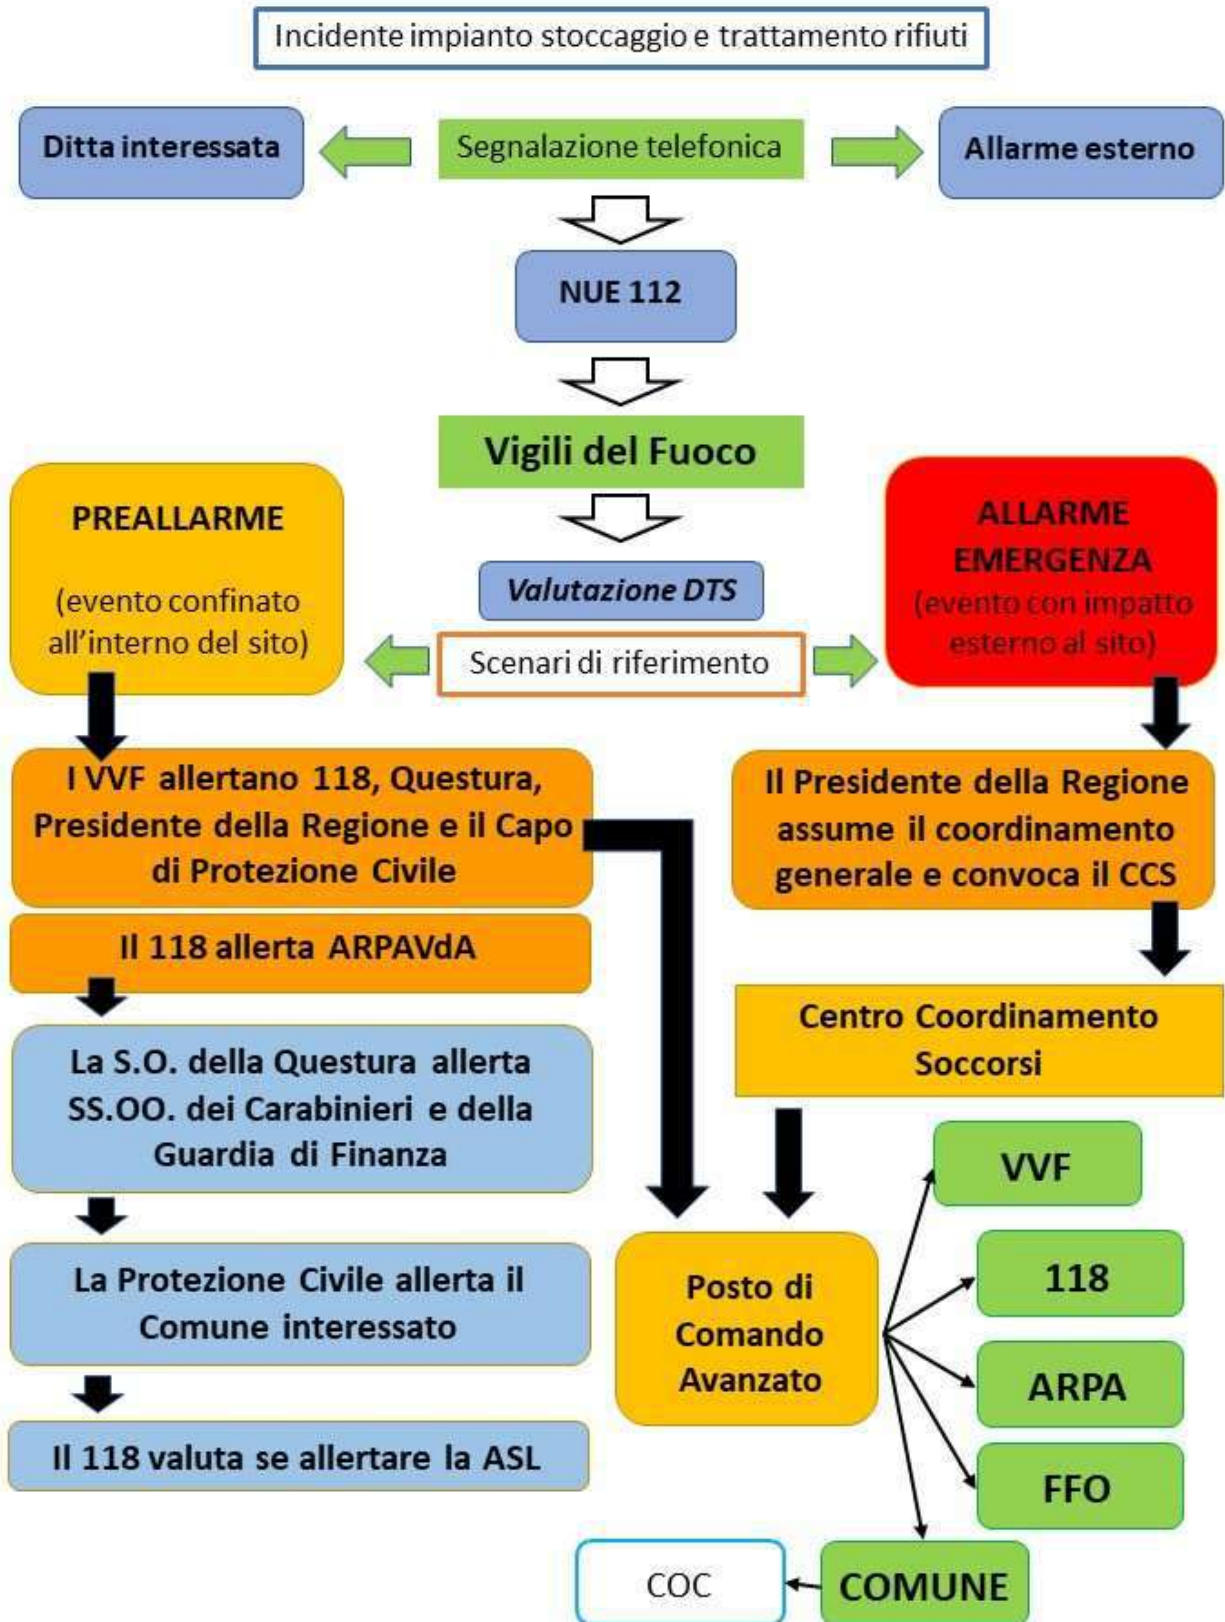 Incidente impianto stoccaggio e trattamento rifiuti
Ditta interessata
Segnalazione telefonica
Allarme esterno
NUE 112
Vigili del Fuoco
PREALLARME
(evento confinato
all'interno del sito)
Valutazione DTS
Scenari di riferimento
ALLARME
EMERGENZA
(evento con impatto
esterno al sito)
I VVF allertano 118, Questura,
Presidente della Regione e il Capo
di Protezione Civile
Il 118 allerta ARPAVdA
La S.O. della Questura allerta
SS.OO. dei Carabinieri e della
Guardia di Finanza
La Protezione Civile allerta il
Comune interessato
Il 118 valuta se allertare la ASL
Il Presidente della Regione
assume il coordinamento
generale e convoca il CCS
Centro Coordinamento
Soccorsi
Posto di
Comando
Avanzato
VVF
118
ARPA
FFO
COMUNE
COC